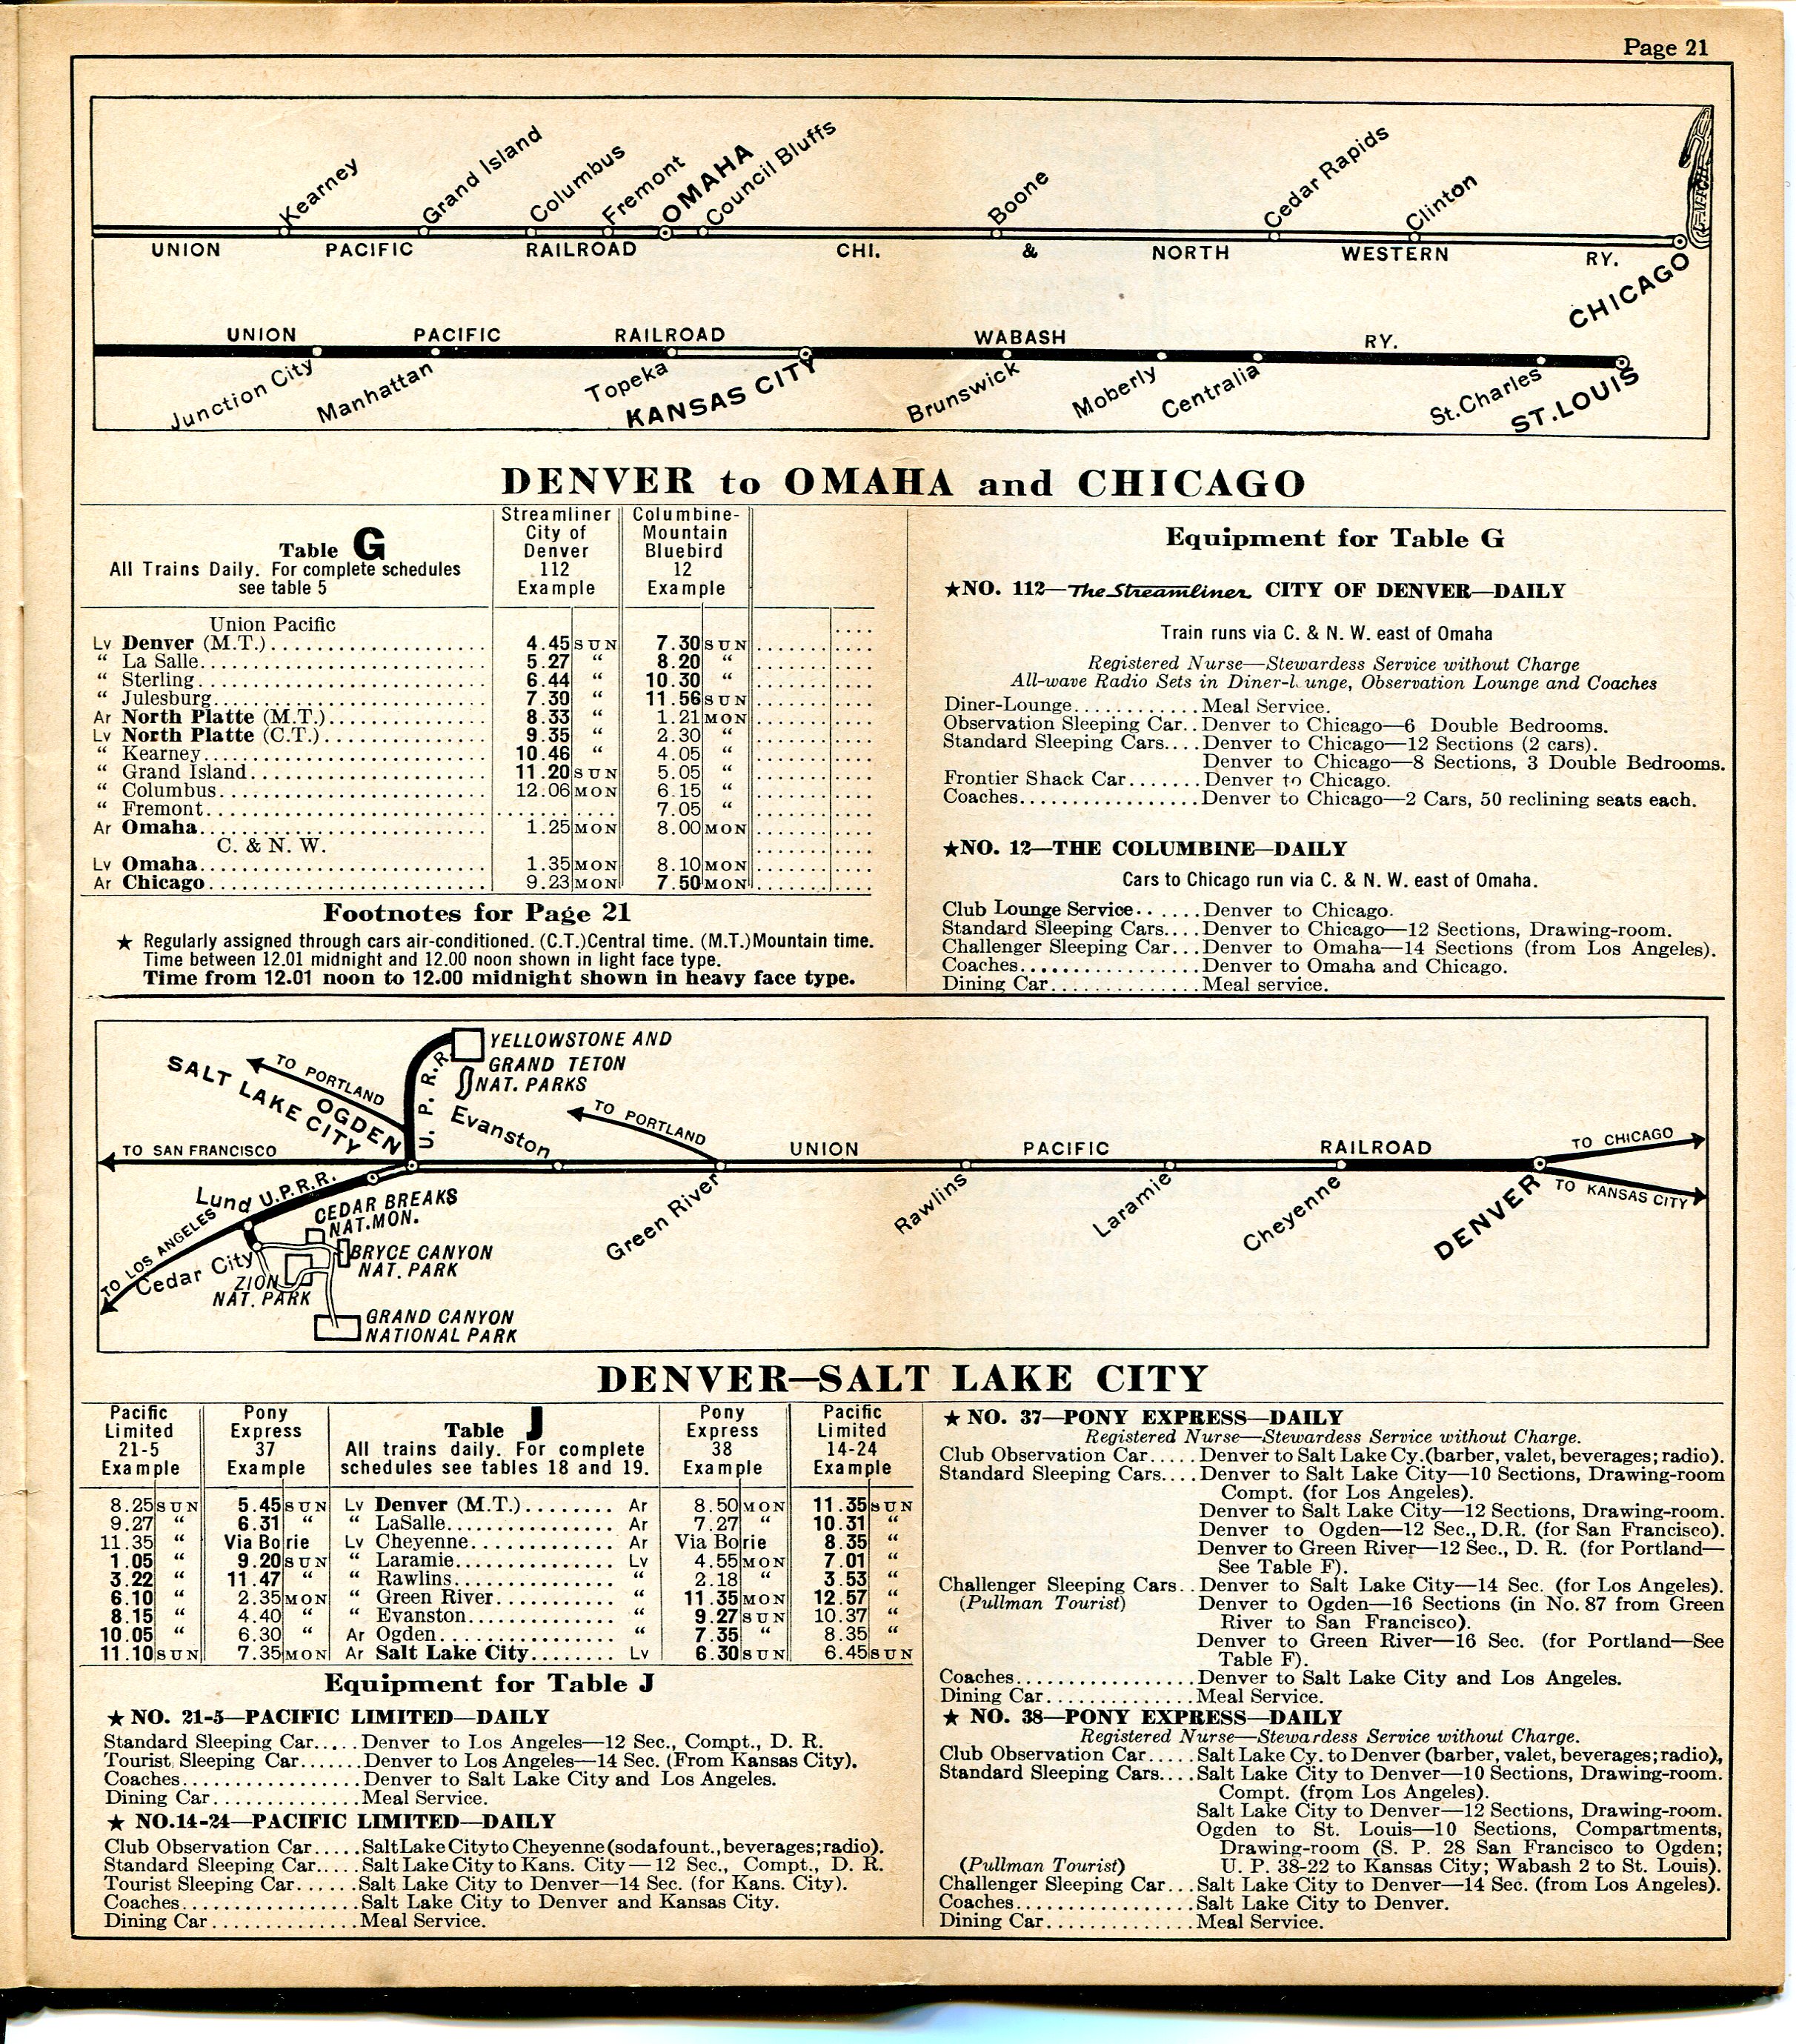 Page 21
Kearney
Grand Island
Columbus
Fremont
OMAHA
Council Bluffs
Boone
Cedar Rapids
Clinton
UNION PACIFIC RAILROAD CHI. & NORTH WESTERN RY.
CHICAGO
UNION PACIFIC RAILROAD WABASH RY.
Junction City
Manhattan
Topeka
KANSAS CITY
Brunswick
Moberly
Centralia
St.Charles
ST.LOUIS
DENVER to OMAHA and CHICAGO
Table G
All Trains Daily. For complete schedules
see table 5
Streamliner
City of
Denver
112
Example
Columbine-
Mountain
Bluebird
12
Example
Union Pacific
Lv Denver (M.T.) 4.45 SUN 7.30 SUN
“ La Salle 5.27 “ 8.20 “
“ Sterling 6.44 “ 10.30 “
“ Julesburg 7.30 “ 11.56 SUN
Ar North Platte (M.T.) 8.33 “ 1.21 MON
Lv North Platte (C.T.) 9.35 “ 2.30 “
“ Kearney 10.46 “ 4.05 “
“ Grand Island 11.20 SUN 5.05 “
“ Columbus 12.06 MON 6.15 “
“ Fremont 7.05 “
Ar Omaha 1.25 MON 8.00 MON
C. & N. W.
Lv Omaha 1.35 MON 8.10 MON
Ar Chicago 9.23 MON 7.50 MON
Footnotes for Page 21
★ Regularly assigned through cars air-conditioned. (C.T.)Central time. (M.T.)Mountain time.
Time between 12.01 midnight and 12.00 noon shown in light face type.
Time from 12.01 noon to 12.00 midnight shown in heavy face type.
Equipment for Table G
★NO. 112—The Streamliner CITY OF DENVER—DAILY
Train runs via C. & N. W. east of Omaha
Registered Nurse—Stewardess Service without Charge
All-wave Radio Sets in Diner-Lounge, Observation Lounge and Coaches
Diner-Lounge............Meal Service.
Observation Sleeping Car..Denver to Chicago—6 Double Bedrooms.
Standard Sleeping Cars....Denver to Chicago—12 Sections (2 cars).
Denver to Chicago—8 Sections, 3 Double Bedrooms.
Frontier Shack Car.......Denver to Chicago.
Coaches.................Denver to Chicago—2 Cars, 50 reclining seats each.
★NO. 12—THE COLUMBINE—DAILY
Cars to Chicago run via C. & N. W. east of Omaha.
Club Lounge Service......Denver to Chicago.
Standard Sleeping Cars....Denver to Chicago—12 Sections, Drawing-room.
Challenger Sleeping Car...Denver to Omaha—14 Sections (from Los Angeles).
Coaches.................Denver to Omaha and Chicago.
Dining Car..............Meal service.
YELLOWSTONE AND
GRAND TETON
NAT. PARKS
U. P. R.R.
TO PORTLAND
SALT LAKE CITY
OGDEN
Evanston
TO PORTLAND
TO SAN FRANCISCO
UNION PACIFIC RAILROAD
TO CHICAGO
TO KANSAS CITY
Lund
U.P.R.R.
CEDAR BREAKS
NAT.MON.
TO LOS ANGELES
Cedar City
BRYCE CANYON
NAT. PARK
ZION
NAT. PARK
GRAND CANYON
NATIONAL PARK
Green River
Rawlins
Laramie
Cheyenne
DENVER
DENVER—SALT LAKE CITY
Pacific
Limited
21-5
Example
Pony
Express
37
Example
Table J
All trains daily. For complete
schedules see tables 18 and 19.
Pony
Express
38
Example
Pacific
Limited
14-24
Example
8.25 SUN 5.45 SUN Lv Denver (M.T.) Ar 8.50 MON 11.35 SUN
9.27 “ 6.31 “ “ LaSalle Ar 7.27 “ 10.31 “
11.35 “ Via Borie Lv Cheyenne Ar Via Borie 8.35 “
1.05 “ 9.20 SUN “ Laramie Lv 4.55 MON 7.01 “
3.22 “ 11.47 “ “ Rawlins “ 2.18 “ 3.53 “
6.10 “ 2.35 MON “ Green River “ 11.35 MON 12.57 “
8.15 “ 4.40 “ “ Evanston “ 9.27 SUN 10.37 “
10.05 “ 6.30 “ Ar Ogden “ 7.35 “ 8.35 “
11.10 SUN 7.35 MON Ar Salt Lake City Lv 6.30 SUN 6.45 SUN
Equipment for Table J
★ NO. 21-5—PACIFIC LIMITED—DAILY
Standard Sleeping Car.....Denver to Los Angeles—12 Sec., Compt., D. R.
Tourist Sleeping Car.......Denver to Los Angeles—14 Sec. (From Kansas City).
Coaches.................Denver to Salt Lake City and Los Angeles.
Dining Car..............Meal Service.
★ NO.14-24—PACIFIC LIMITED—DAILY
Club Observation Car.....Salt Lake City to Cheyenne (soda fount., beverages; radio).
Standard Sleeping Car.....Salt Lake City to Kans. City—12 Sec., Compt., D. R.
Tourist Sleeping Car......Salt Lake City to Denver—14 Sec. (for Kans. City).
Coaches.................Salt Lake City to Denver and Kansas City.
Dining Car..............Meal Service.
★ NO. 37—PONY EXPRESS—DAILY
Registered Nurse—Stewardess Service without Charge.
Club Observation Car.....Denver to Salt Lake Cy. (barber, valet, beverages; radio).
Standard Sleeping Cars....Denver to Salt Lake City—10 Sections, Drawing-room
Compt. (for Los Angeles).
Denver to Salt Lake City—12 Sections, Drawing-room.
Denver to Ogden—12 Sec., D.R. (for San Francisco).
Denver to Green River—12 Sec., D. R. (for Portland—
See Table F).
Challenger Sleeping Cars..Denver to Salt Lake City—14 Sec. (for Los Angeles).
(Pullman Tourist) Denver to Ogden—16 Sections (in No. 87 from Green
River to San Francisco).
Denver to Green River—16 Sec. (for Portland—See
Table F).
Coaches.................Denver to Salt Lake City and Los Angeles.
Dining Car..............Meal Service.
★ NO. 38—PONY EXPRESS—DAILY
Registered Nurse—Stewardess Service without Charge.
Club Observation Car.....Salt Lake Cy. to Denver (barber, valet, beverages; radio),
Standard Sleeping Cars....Salt Lake City to Denver—10 Sections, Drawing-room.
Compt. (from Los Angeles).
Salt Lake City to Denver—12 Sections, Drawing-room.
Ogden to St. Louis—10 Sections, Compartments,
Drawing-room (S. P. 28 San Francisco to Ogden;
(Pullman Tourist) U. P. 38-22 to Kansas City; Wabash 2 to St. Louis).
Challenger Sleeping Car...Salt Lake City to Denver—14 Sec. (from Los Angeles).
Coaches.................Salt Lake City to Denver.
Dining Car..............Meal Service.